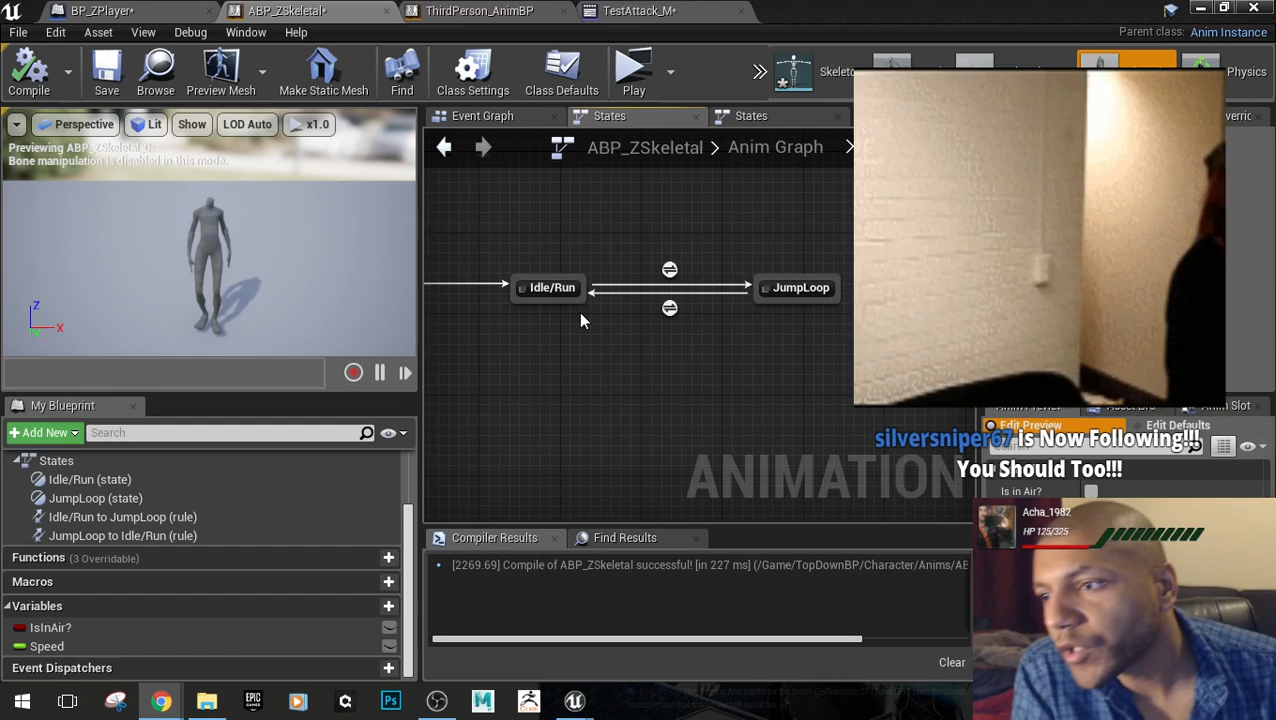 BP_ZPlayer*
ABP_ZSkeletal*
ThirdPerson_AnimBP
TestAttack_M*
File
Edit
Asset
View
Debug
Window
Help
Parent class:
Anim Instance
Compile
Save
Browse
Preview Mesh
Make Static Mesh
Find
Class Settings
Class Defaults
Play
Skeleto
Physics
Perspective
Lit
Show
LOD Auto
x1.0
Previewing ABP_ZSkeletal_C.
Bone manipulation is disabled in this mode.
Z
X
Event Graph
States
States
ABP_ZSkeletal > Anim Graph >
Idle/Run
JumpLoop
ANIMATION
My Blueprint
+ Add New
Search
States
Idle/Run (state)
JumpLoop (state)
Idle/Run to JumpLoop (rule)
JumpLoop to Idle/Run (rule)
Functions (3 Overridable)
Macros
Variables
IsInAir?
Speed
Event Dispatchers
Compiler Results
Find Results
[2269.69] Compile of ABP_ZSkeletal successful! [in 227 ms] (/Game/TopDownBP/Character/Anims/AB
Clear
Anim Slot
Edit Preview
Edit Defaults
silversniper67 is Now Following!!!
You Should Too!!!
Is in Air?
Acha_1982
HP 125/325
EPIC
GAMES
Ps